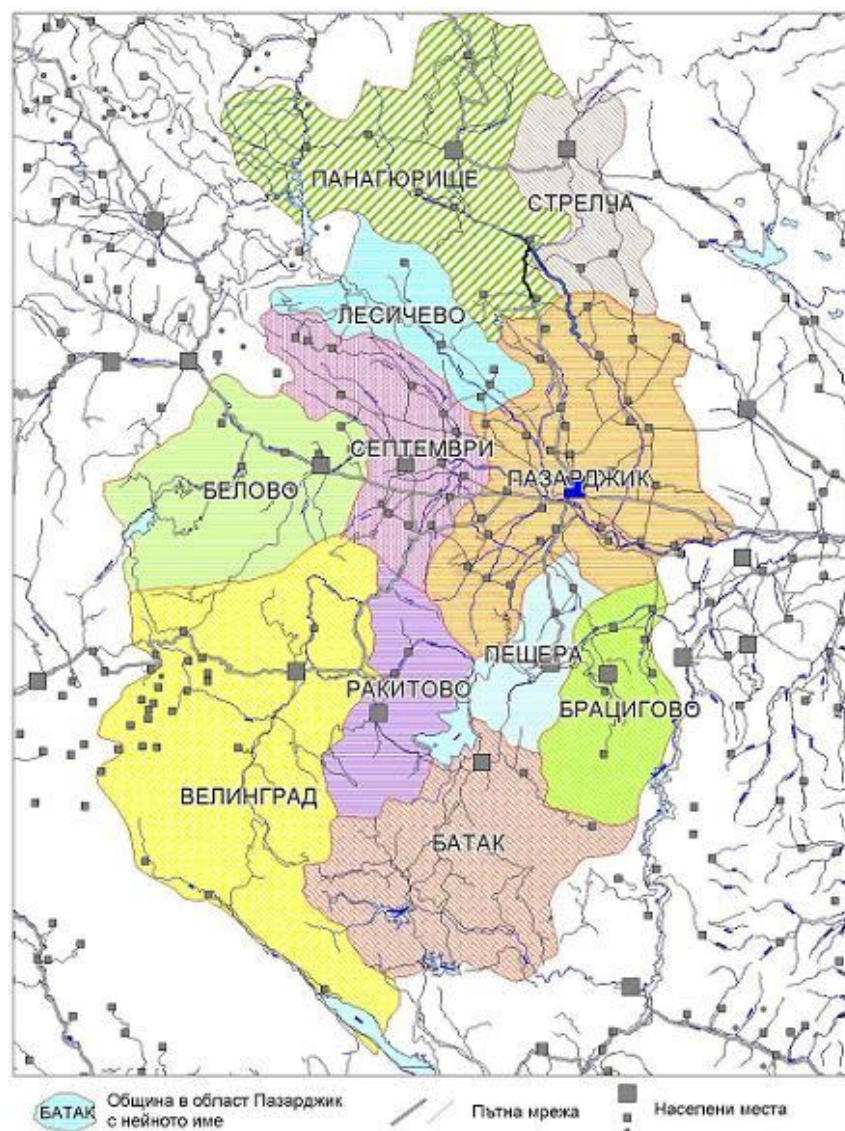 ПАНАГЮРИЩЕ
СТРЕЛЧА
ЛЕСИЧЕВО
СЕПТЕМВРИ
ПАЗАРДЖИК
БЕЛОВО
ПЕЩЕРА
РАКИТОВО
БРАЦИГОВО
ВЕЛИНГРАД
БАТАК
БАТАК
Община в област Пазарджик
с нейното име
Пътна мрежа
Населени места